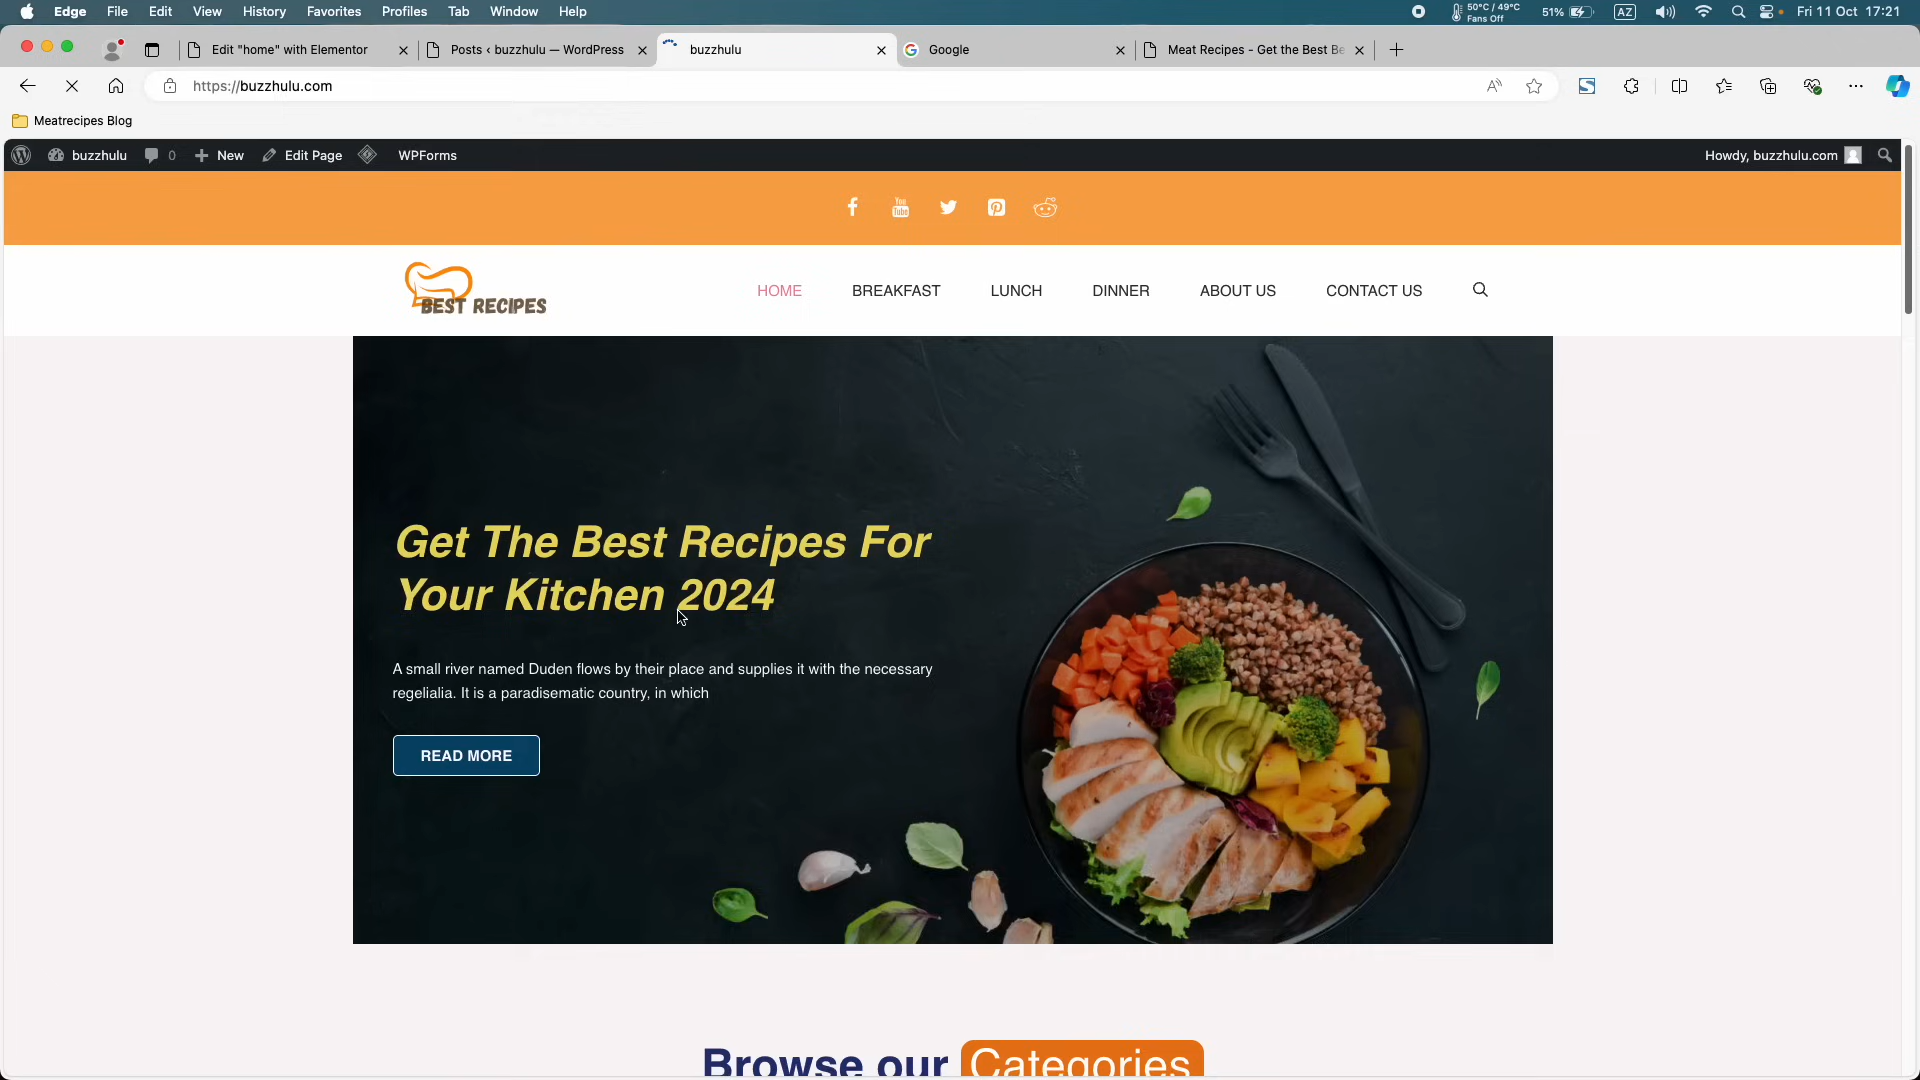 Edge File Edit View History Favorites Profiles Tab Window Help 50°C / 49°C Fans Off 51% AZ Fri 11 Oct 17:21
Edit "home" with Elementor Posts ‹ buzzhulu — WordPress buzzhulu Google Meat Recipes - Get the Best Be
https://buzzhulu.com
Meatrecipes Blog
buzzhulu 0 New Edit Page WPForms Howdy, buzzhulu.com
You Tube
BEST RECIPES
HOME BREAKFAST LUNCH DINNER ABOUT US CONTACT US
Get The Best Recipes For
Your Kitchen 2024
A small river named Duden flows by their place and supplies it with the necessary
regelialia. It is a paradisematic country, in which
READ MORE
Browse our Categories